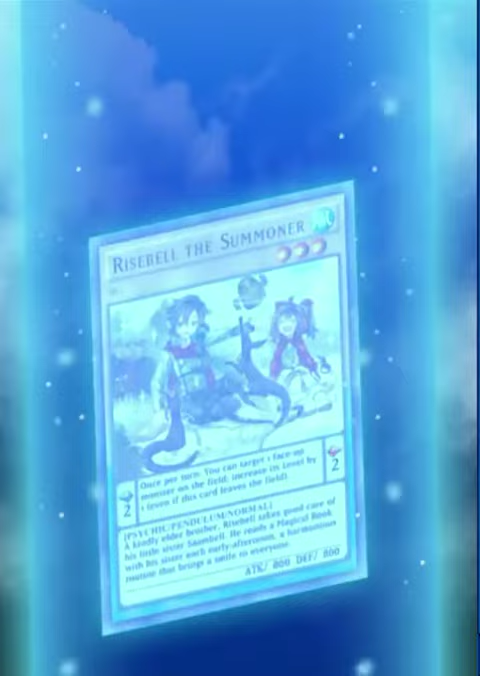 RISEBELL THE SUMMONER
Once per turn: You can target 1 face-up
monster on the field; increase its Level by
1 (even if this card leaves the field).
2
2
[PSYCHIC/PENDULUM/NORMAL]
A kindly elder brother, Risebell takes good care of
his little sister Saambell. He reads a Magical Book
with his sister each early-afternoon, a harmonious
routine that brings a smile to everyone.
ATK/ 800 DEF/ 800